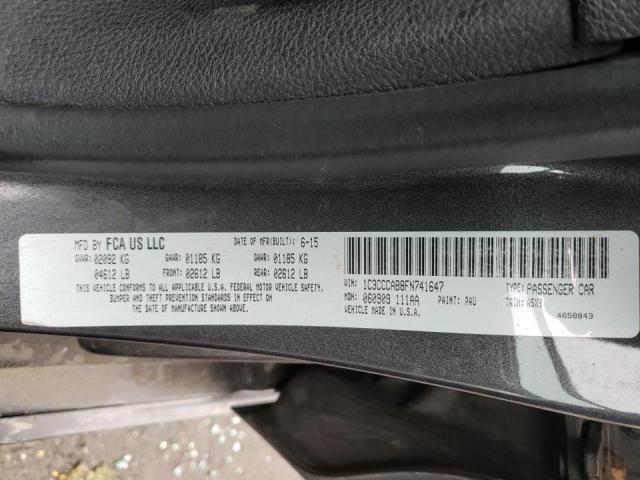 MFD BY FCA US LLC DATE OF MFR(BUILT): 6-15
GVWR: 02092 KG GAWR: 01185 KG GAWR: 01185 KG
04612 LB FRONT: 02612 LB REAR: 02612 LB
THIS VEHICLE CONFORMS TO ALL APPLICABLE U.S.A. FEDERAL MOTOR VEHICLE SAFETY,
BUMPER AND THEFT PREVENTION STANDARDS IN EFFECT ON
THE DATE OF MANUFACTURE SHOWN ABOVE.
VIN: 1C3CCCAB8FN741647 TYPE: PASSENGER CAR
MDH: 060909 111AA PAINT: PAU TRIM: A5X9
VEHICLE MADE IN U.S.A. 4658843